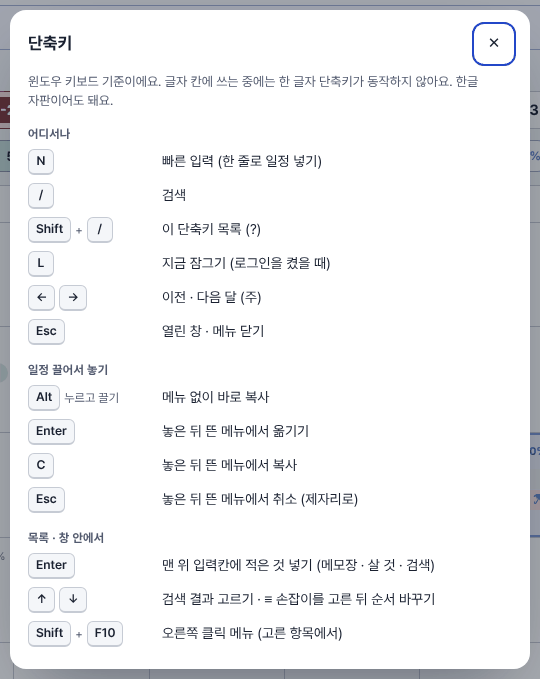 단축키
×
윈도우 키보드 기준이에요. 글자 칸에 쓰는 중에는 한 글자 단축키가 동작하지 않아요. 한글
자판이어도 돼요.
어디서나
N 빠른 입력 (한 줄로 일정 넣기)
/ 검색
Shift + / 이 단축키 목록 (?)
L 지금 잠그기 (로그인을 켰을 때)
← → 이전 · 다음 달 (주)
Esc 열린 창 · 메뉴 닫기
일정 끌어서 놓기
Alt 누르고 끌기 메뉴 없이 바로 복사
Enter 놓은 뒤 뜬 메뉴에서 옮기기
C 놓은 뒤 뜬 메뉴에서 복사
Esc 놓은 뒤 뜬 메뉴에서 취소 (제자리로)
목록 · 창 안에서
Enter 맨 위 입력칸에 적은 것 넣기 (메모장 · 살 것 · 검색)
↑ ↓ 검색 결과 고르기 · ≡ 손잡이를 고른 뒤 순서 바꾸기
Shift + F10 오른쪽 클릭 메뉴 (고른 항목에서)